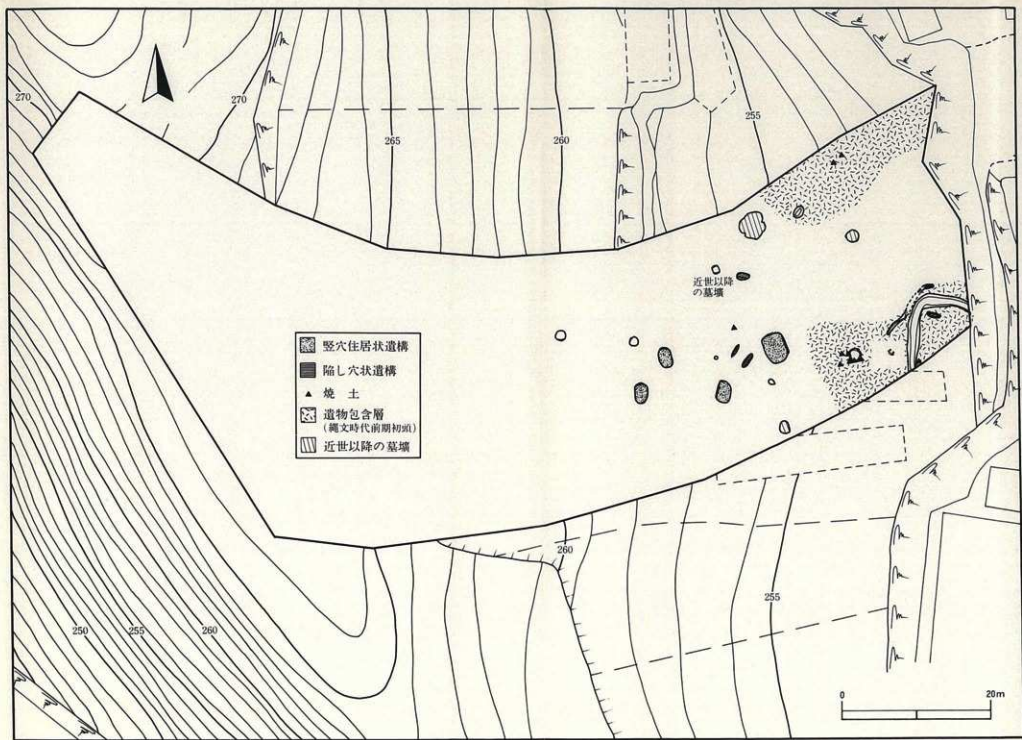 270
270
265
260
255
近世以降
の墓壙
竪穴住居状遺構
陥し穴状遺構
焼 土
遺物包含層
(縄文時代前期初頭)
近世以降の墓壙
260
255
250
255
260
0
20m